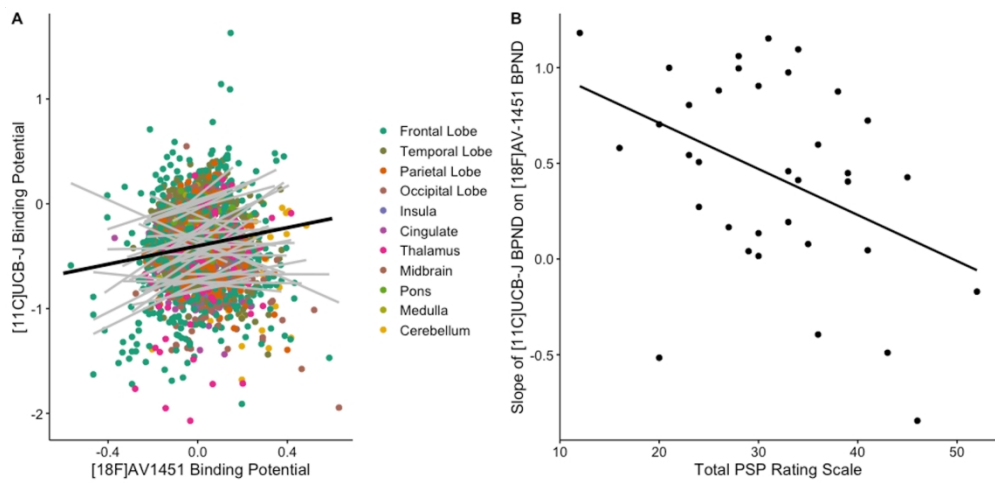 A
[11C]UCB-J Binding Potential
1
0
-1
-2
-0.4
0.0
0.4
[18F]AV1451 Binding Potential
Frontal Lobe
Temporal Lobe
Parietal Lobe
Occipital Lobe
Insula
Cingulate
Thalamus
Midbrain
Pons
Medulla
Cerebellum
B
Slope of [11C]UCB-J BPND on [18F]AV-1451 BPND
1.0
0.5
0.0
-0.5
10
20
30
40
50
Total PSP Rating Scale